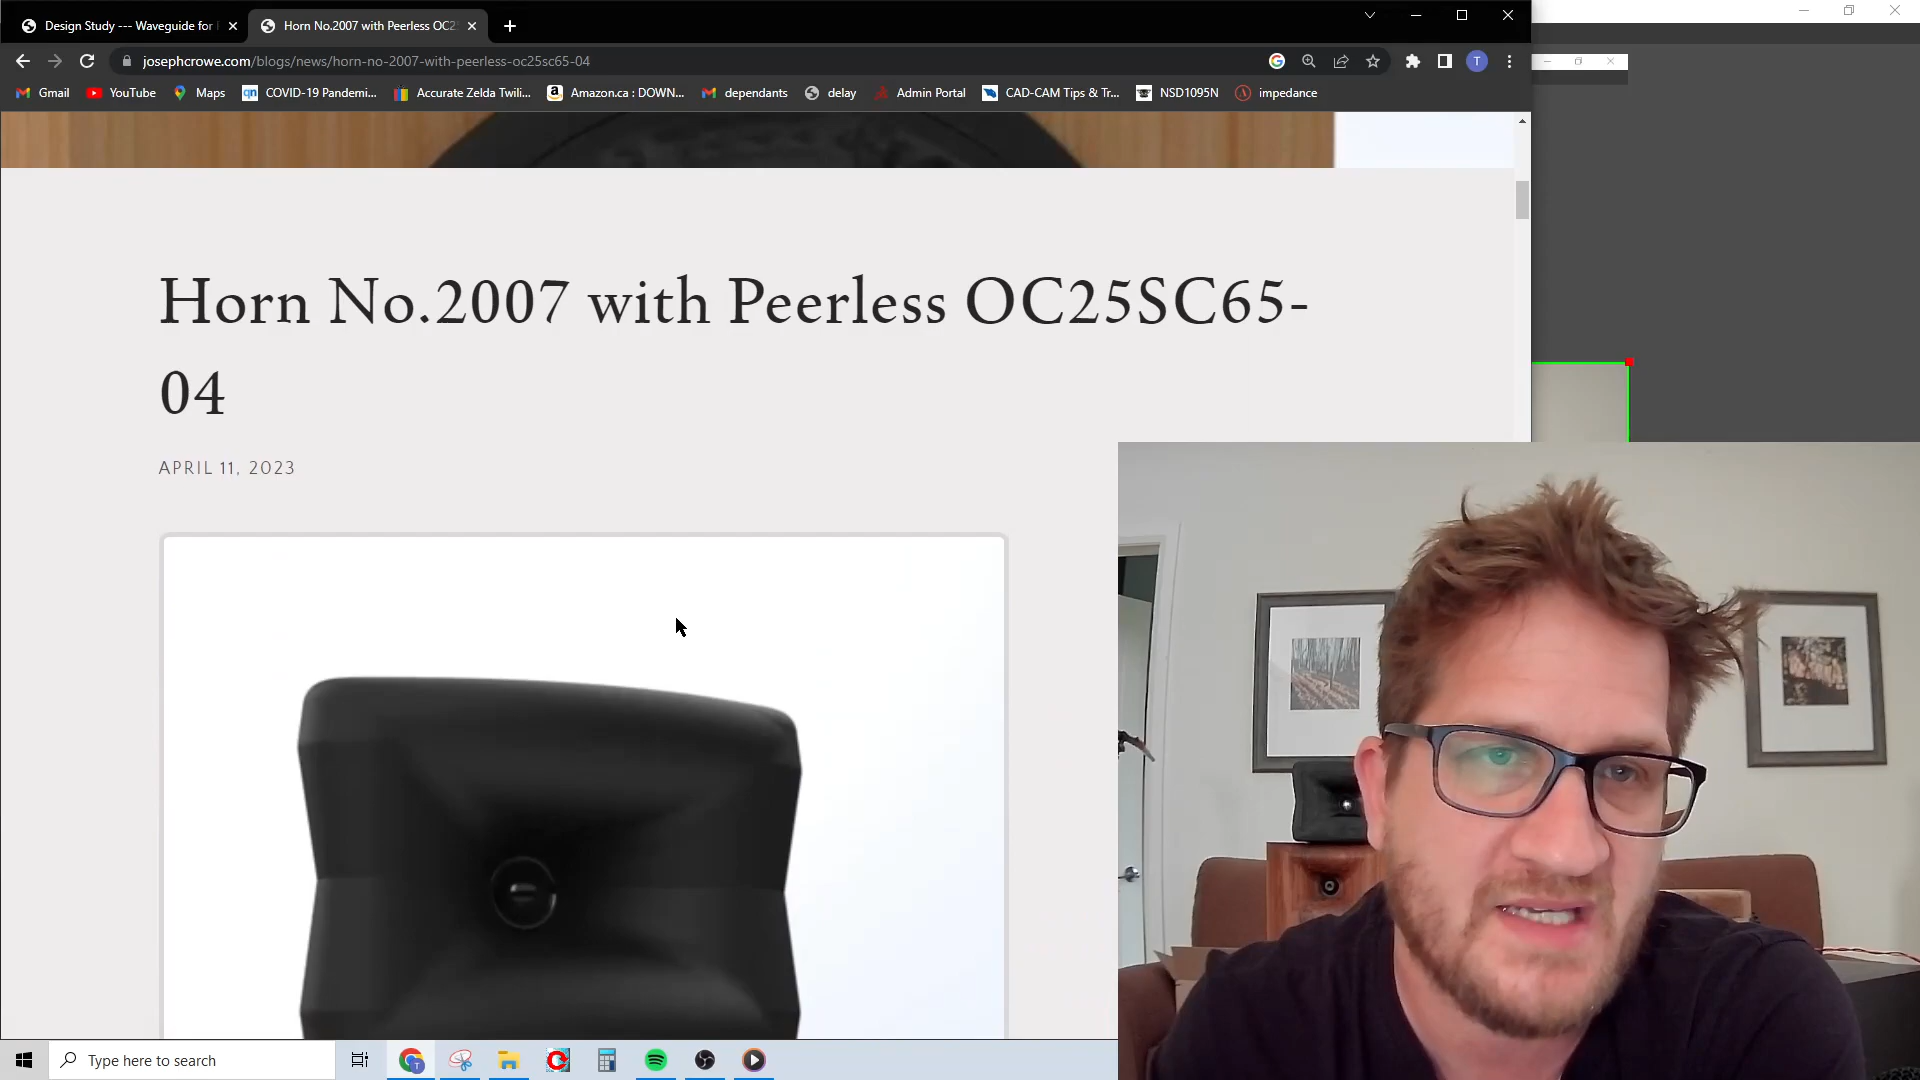 Design Study --- Waveguide for
Horn No.2007 with Peerless OC25
josephcrowe.com/blogs/news/horn-no-2007-with-peerless-oc25sc65-04
T
Gmail
YouTube
Maps
qn COVID-19 Pandemi...
Accurate Zelda Twili...
a Amazon.ca : DOWN...
dependants
delay
Admin Portal
CAD-CAM Tips & Tr...
NSD1095N
impedance
Horn No.2007 with Peerless OC25SC65-
04
APRIL 11, 2023
Type here to search